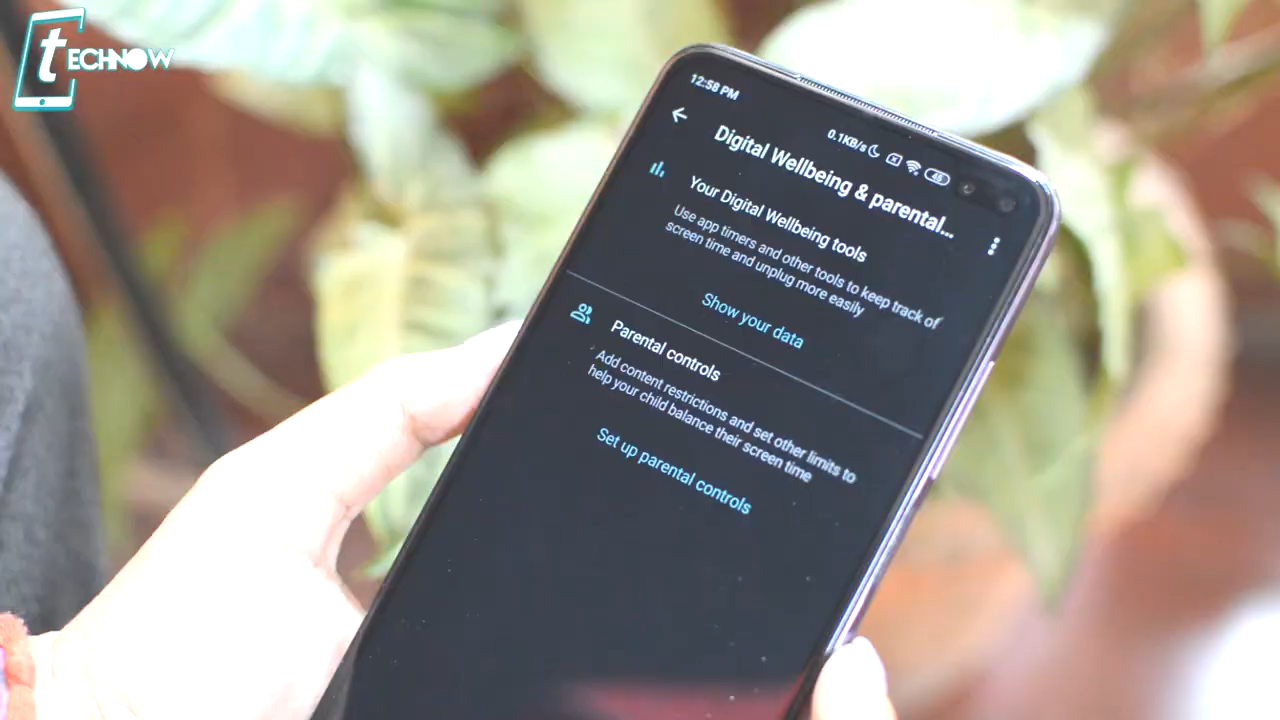 tECHNOW
12:58 PM
0.1KB/s
45
Digital Wellbeing & parental...
Your Digital Wellbeing tools
Use app timers and other tools to keep track of
screen time and unplug more easily
Show your data
Parental controls
Add content restrictions and set other limits to
help your child balance their screen time
Set up parental controls